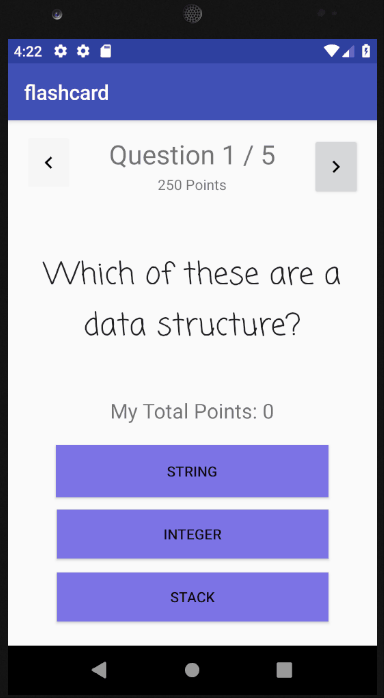 4:22
flashcard
Question 1 / 5
250 Points
Which of these are a
data structure?
My Total Points: 0
STRING
INTEGER
STACK